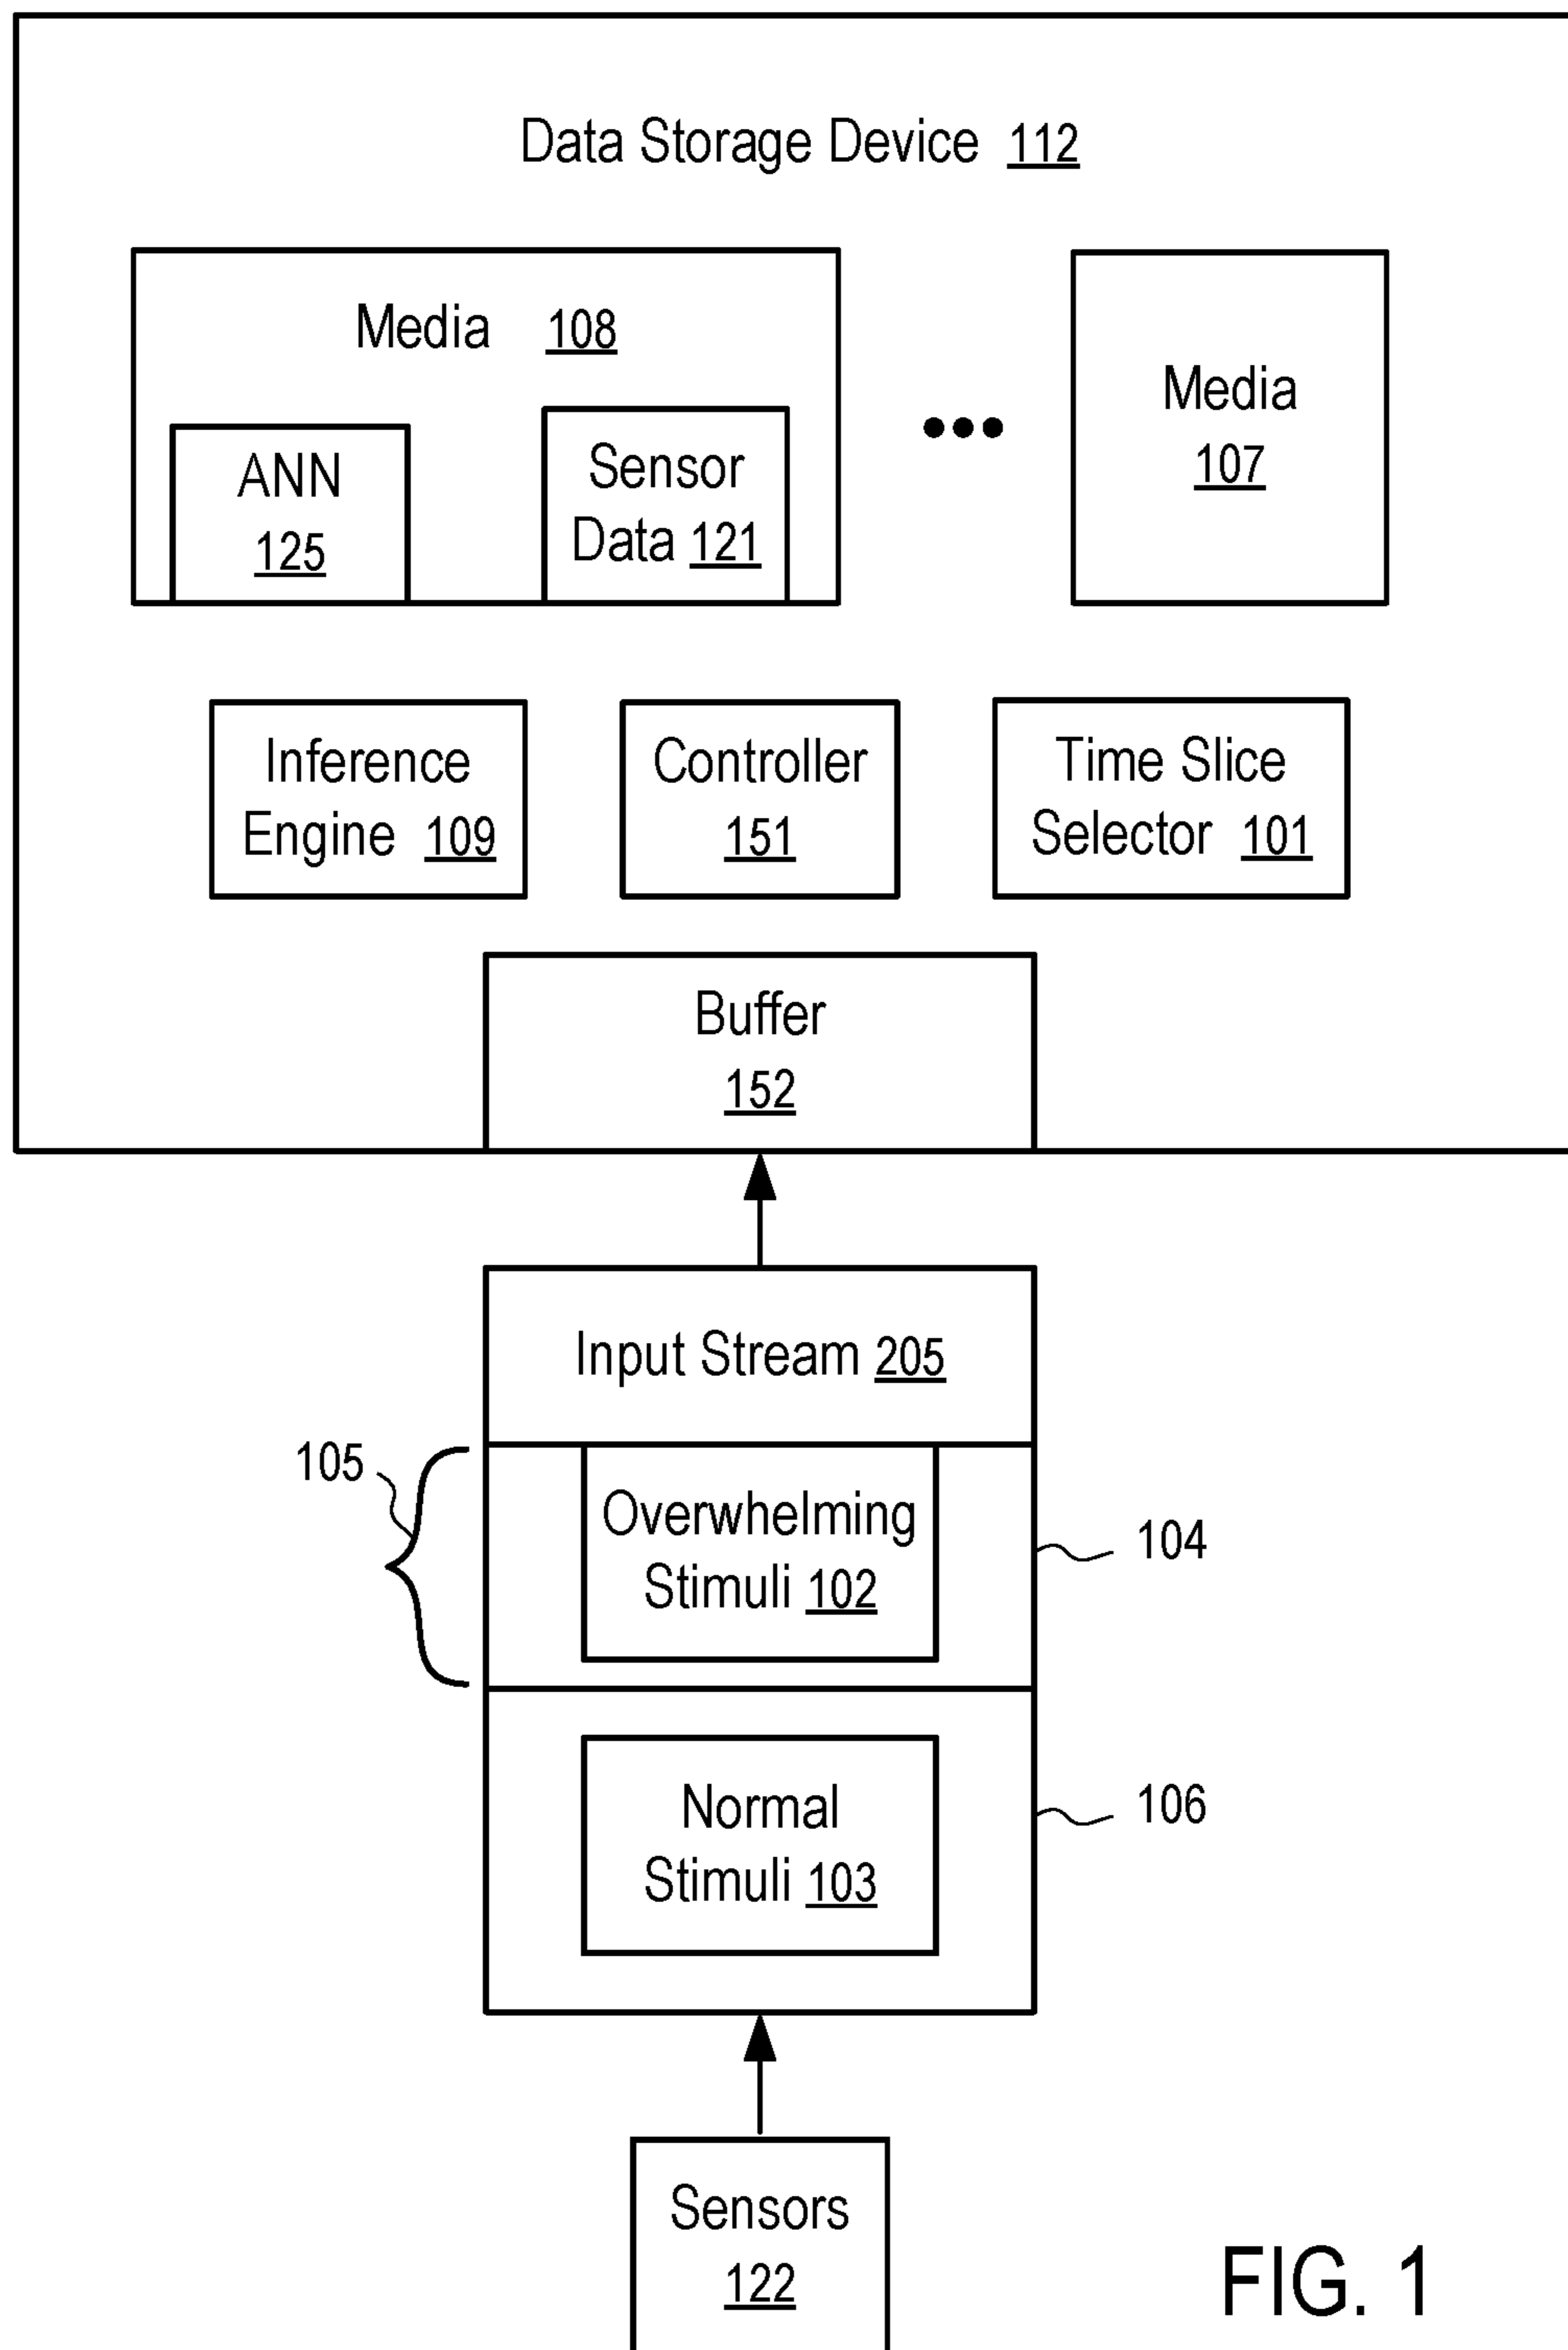 Data Storage Device 112
Media 108
ANN
125
Sensor
Data 121
Media
107
Inference
Engine 109
Controller
151
Time Slice
Selector 101
Buffer
152
Input Stream 205
105
Overwhelming
Stimuli 102
104
Normal
Stimuli 103
106
Sensors
122
FIG. 1